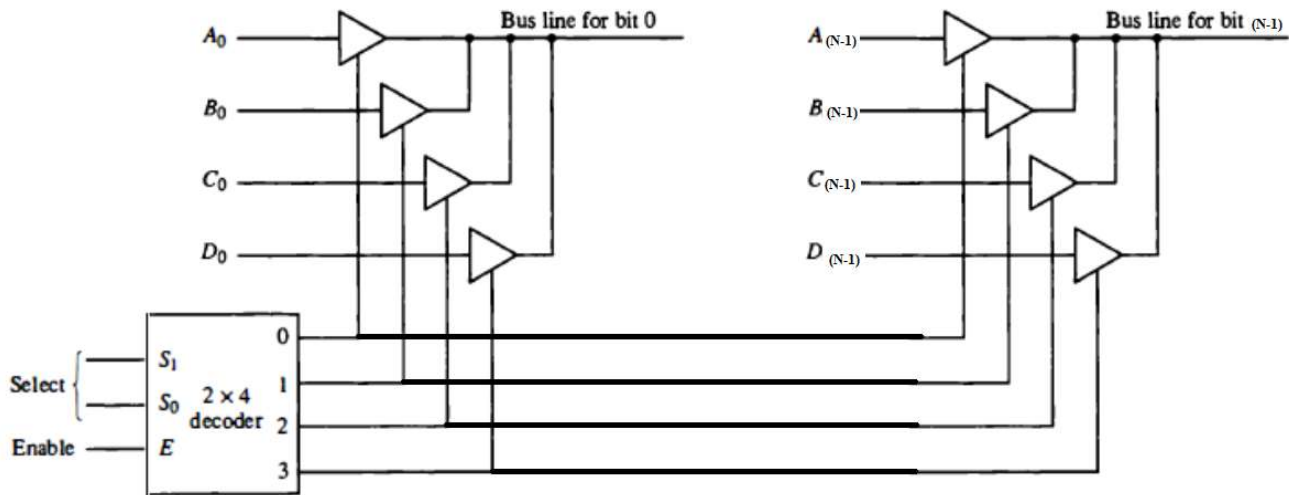 Bus line for bit 0
A0
B0
C0
D0
Bus line for bit (N-1)
A (N-1)
B (N-1)
C (N-1)
D (N-1)
Select
S1
S0
Enable
E
2 × 4
decoder
0
1
2
3